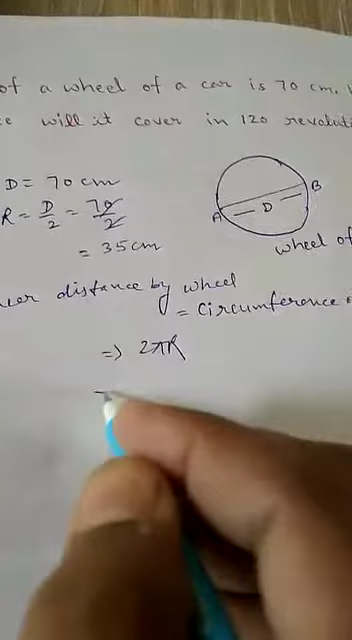 of a wheel of a car is 70 cm.
will it cover in 120
D = 70 cm
R = D/2 = 70/2
= 35 cm
A D B
wheel of
distance by wheel
= Circumference
=> 2πR